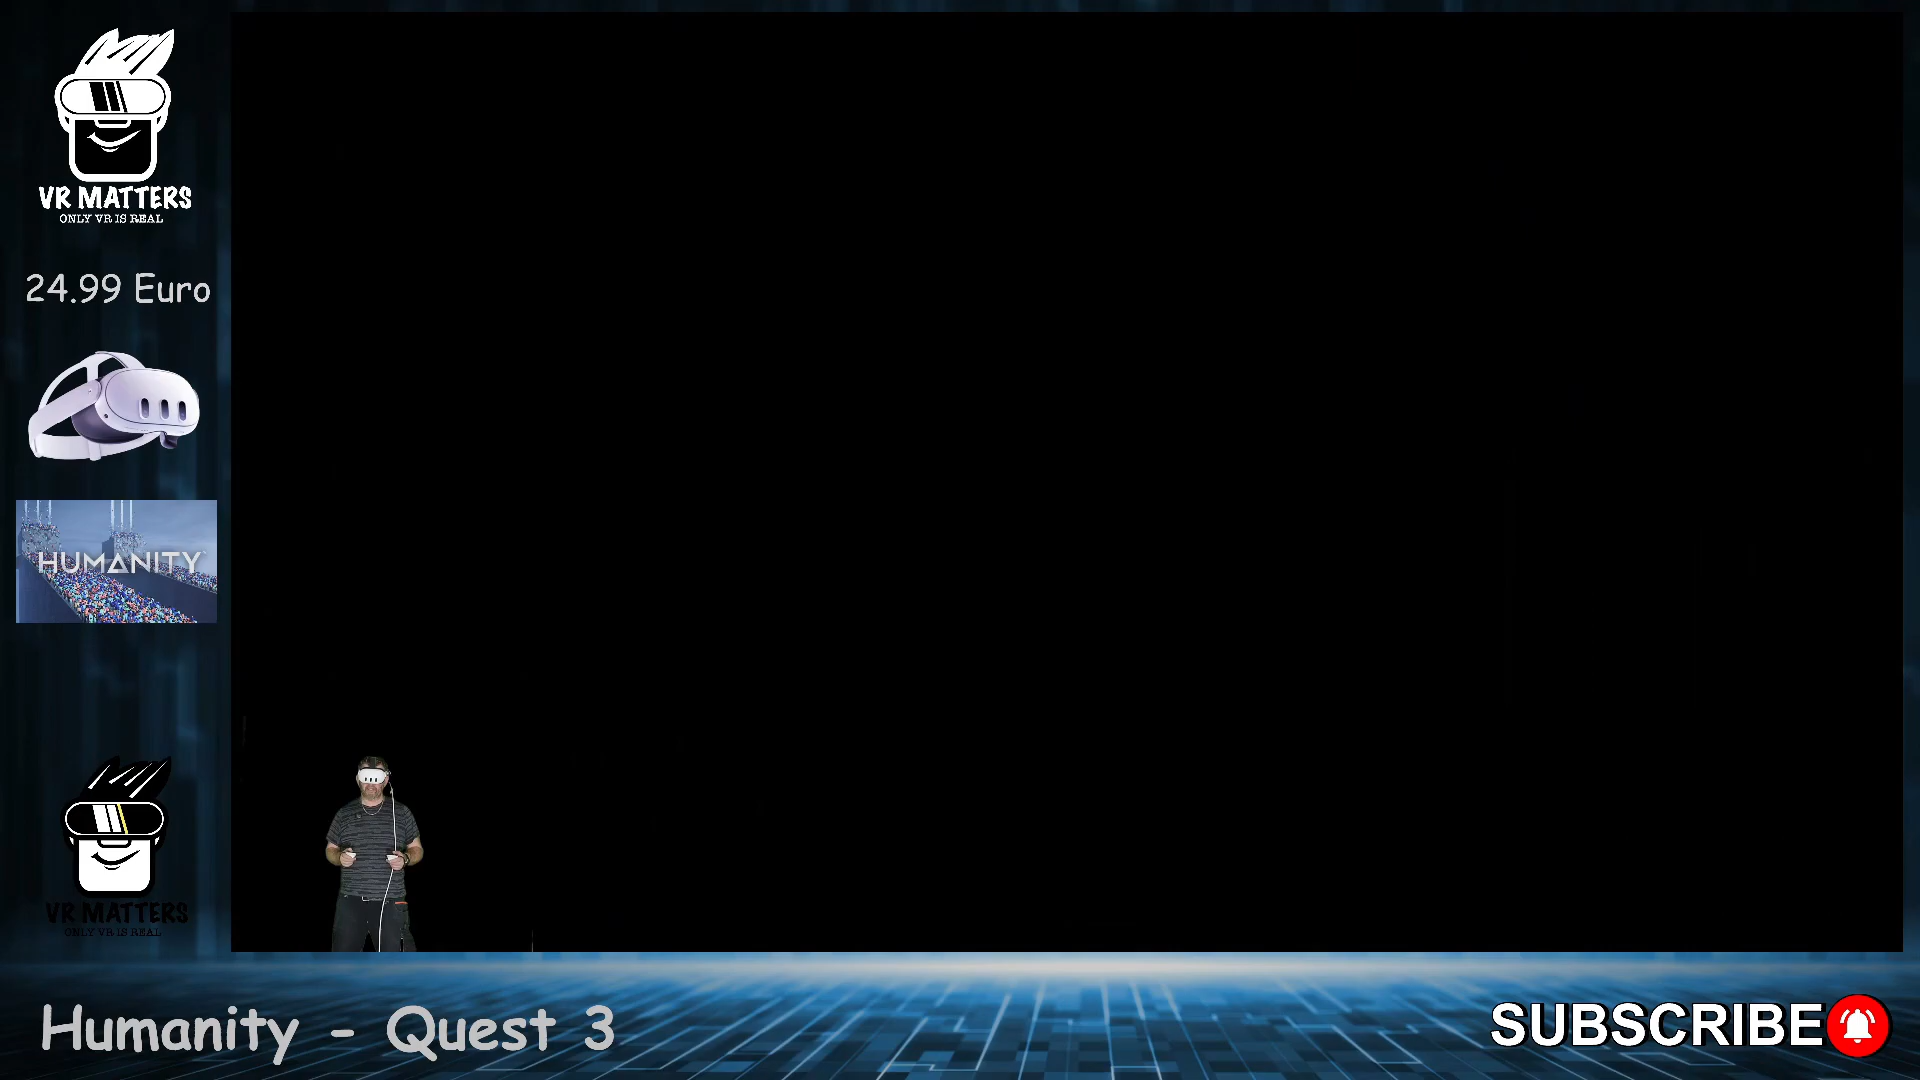 VR MATTERS
ONLY VR IS REAL
24.99 Euro
HUMANITY
VR MATTERS
ONLY VR IS REAL
Humanity - Quest 3
SUBSCRIBE